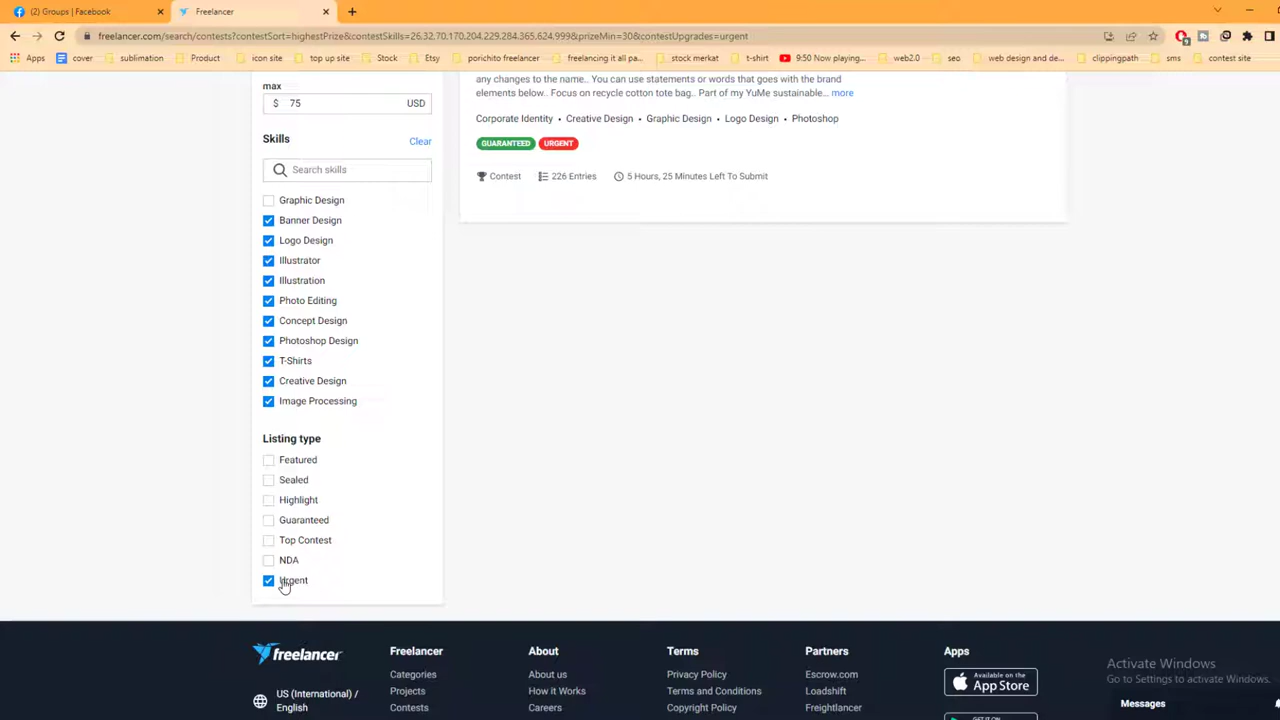 (2) Groups | Facebook
Freelancer
freelancer.com/search/contests?contestSort=highestPrize&contestSkills=26,32,70,170,204,229,284,365,624,999&prizeMin=30&contestUpgrades=urgent
Apps cover sublimation Product icon site top up site Stock Etsy porichito freelancer freelancing it all pa... stock merkat t-shirt 9:50 Now playing... web2.0 seo web design and de... clippingpath sms contest site
max
$ 75 USD
Skills Clear
Search skills
Graphic Design
Banner Design
Logo Design
Illustrator
Illustration
Photo Editing
Concept Design
Photoshop Design
T-Shirts
Creative Design
Image Processing
Listing type
Featured
Sealed
Highlight
Guaranteed
Top Contest
NDA
Urgent
any changes to the name.. You can use statements or words that goes with the brand
elements below.. Focus on recycle cotton tote bag.. Part of my YuMe sustainable... more
Corporate Identity • Creative Design • Graphic Design • Logo Design • Photoshop
GUARANTEED URGENT
Contest 226 Entries 5 Hours, 25 Minutes Left To Submit
freelancer
US (International) /
English
Freelancer
Categories
Projects
Contests
About
About us
How it Works
Careers
Terms
Privacy Policy
Terms and Conditions
Copyright Policy
Partners
Escrow.com
Loadshift
Freightlancer
Apps
Available on the
App Store
GET IT ON
Activate Windows
Go to Settings to activate Windows.
Messages